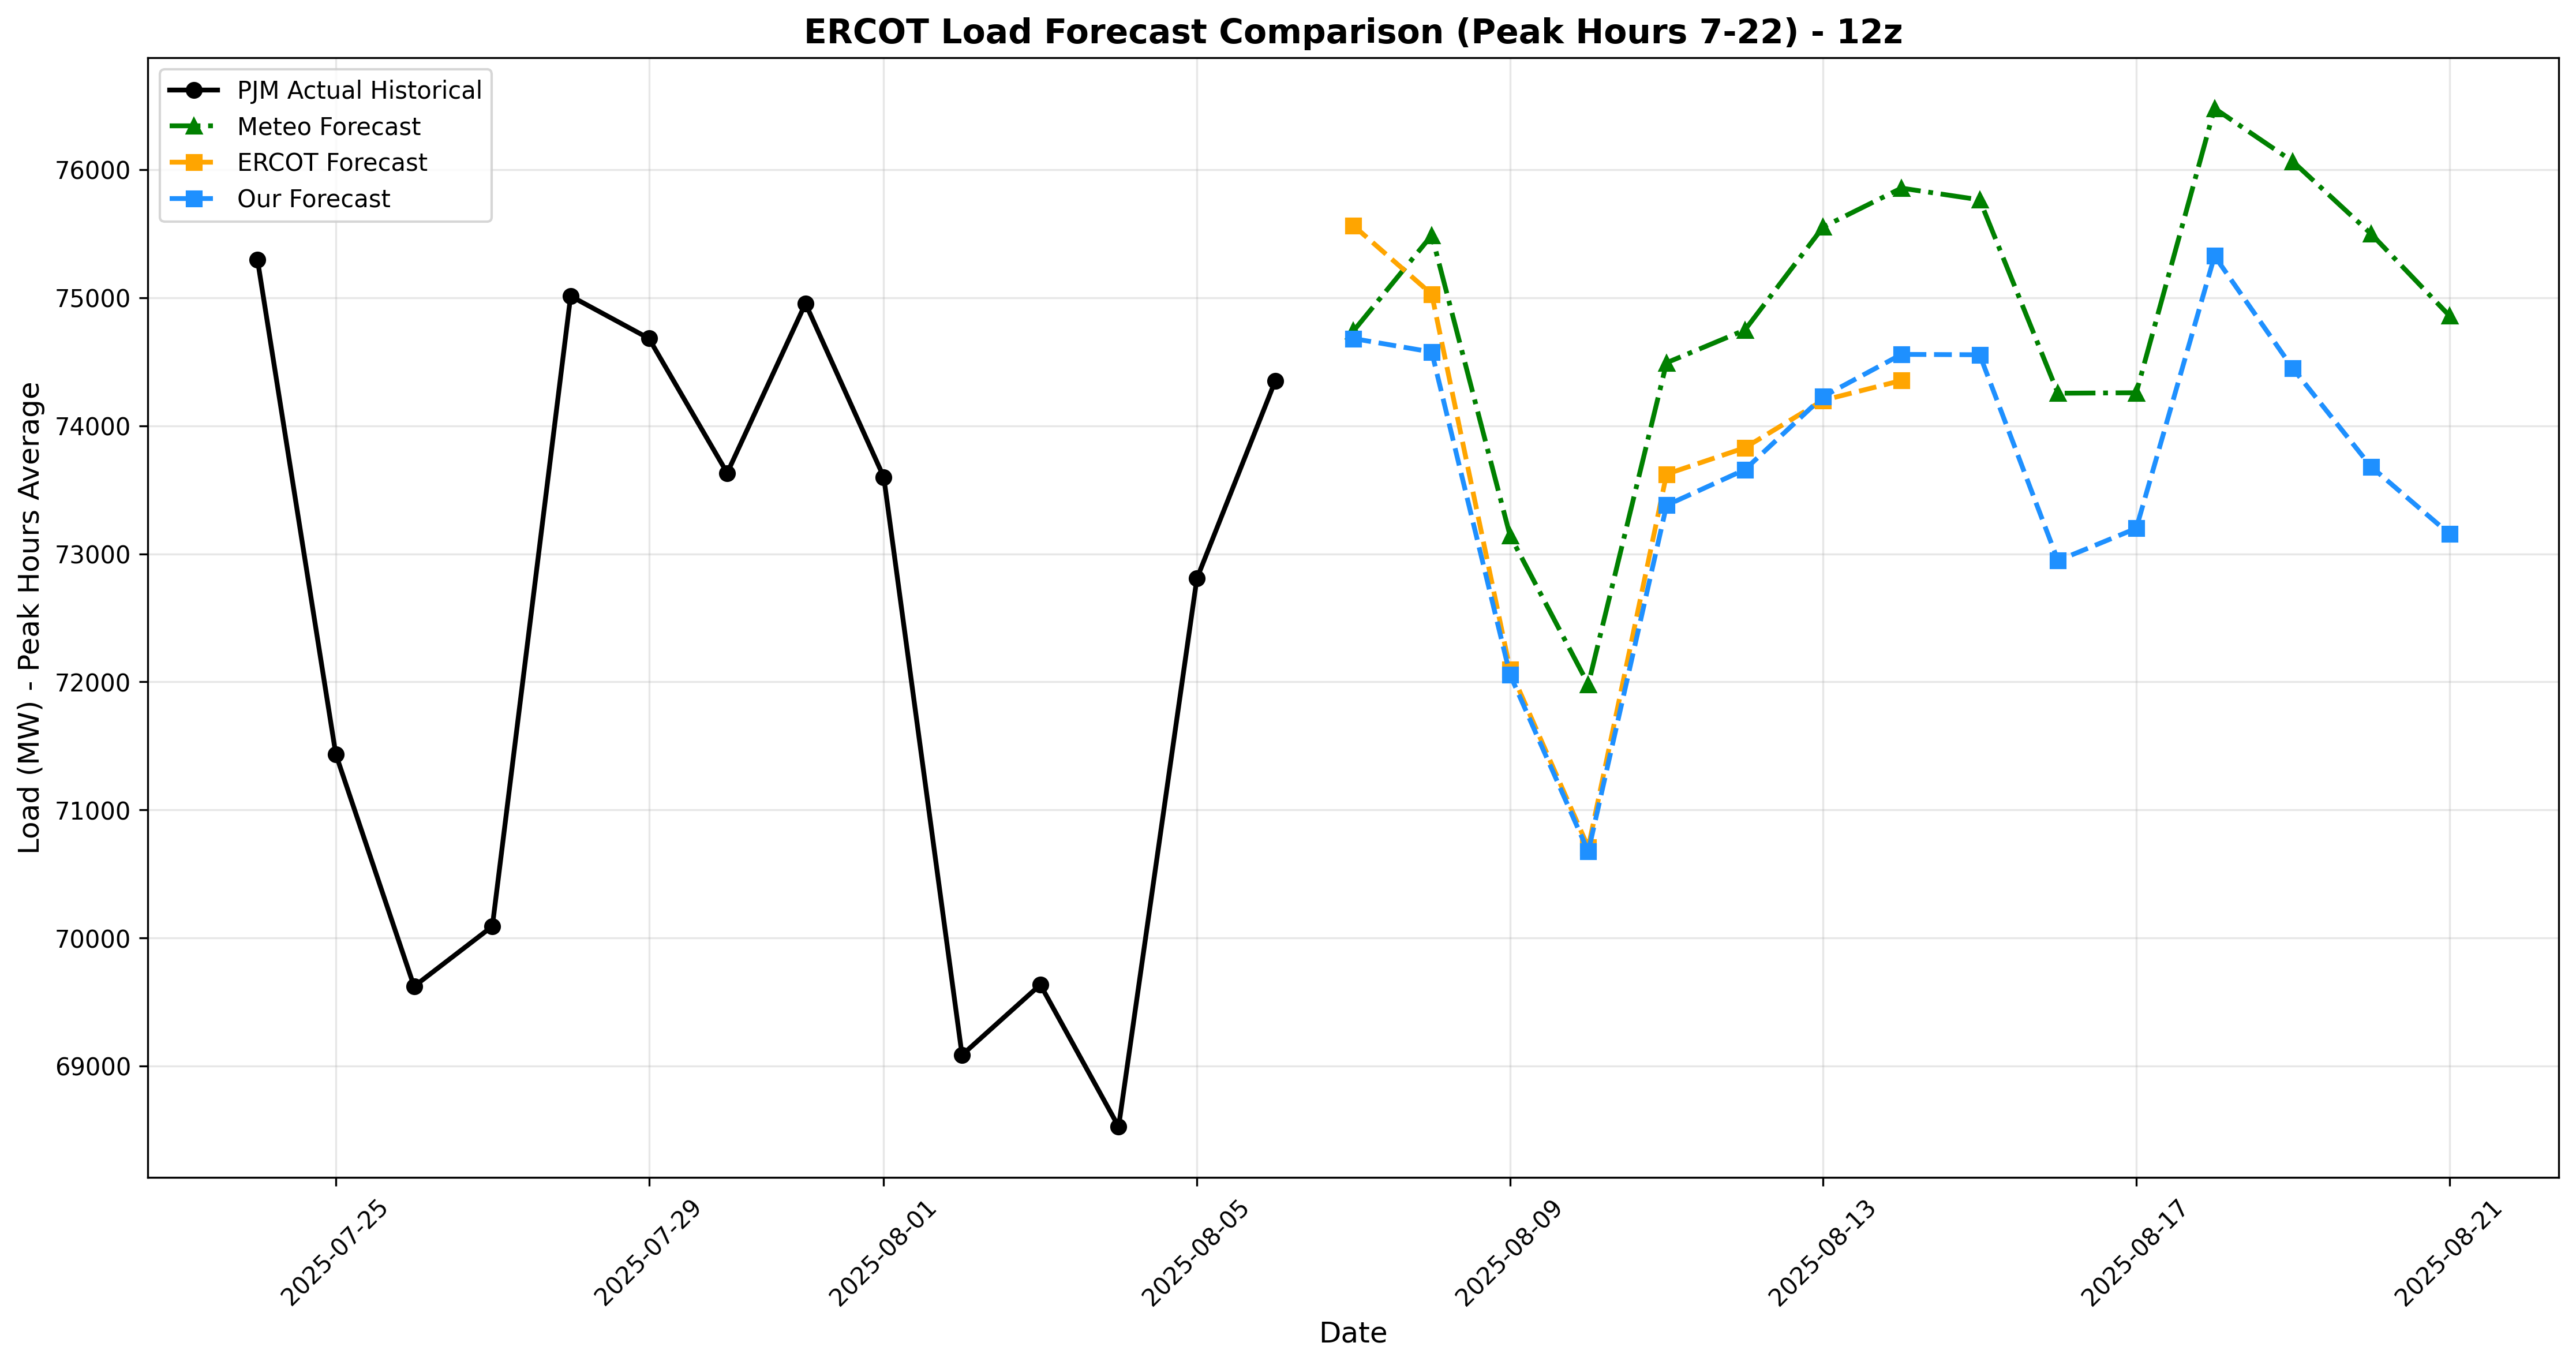 ERCOT Load Forecast Comparison (Peak Hours 7-22) - 12z
PJM Actual Historical
Meteo Forecast
ERCOT Forecast
Our Forecast
Load (MW) - Peak Hours Average
76000
75000
74000
73000
72000
71000
70000
69000
2025-07-25
2025-07-29
2025-08-01
2025-08-05
2025-08-09
2025-08-13
2025-08-17
2025-08-21
Date